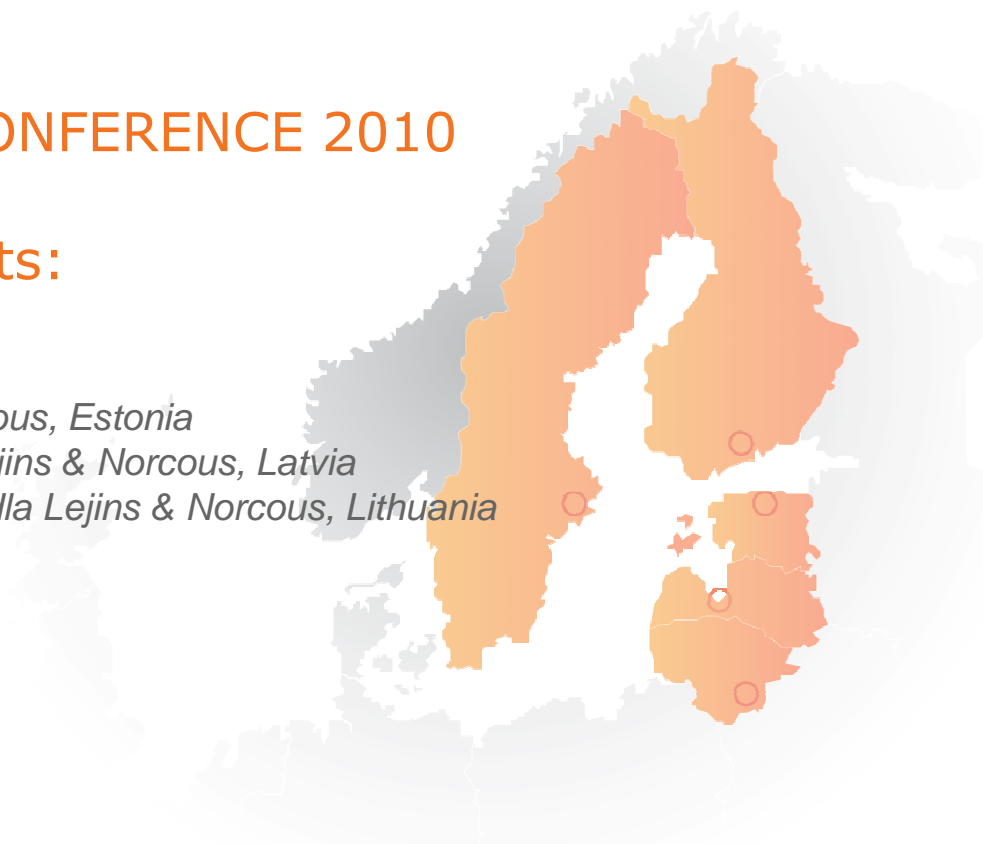 ONFERENCE 2010
ts:
ous, Estonia
jins & Norcous, Latvia
lla Lejins & Norcous, Lithuania